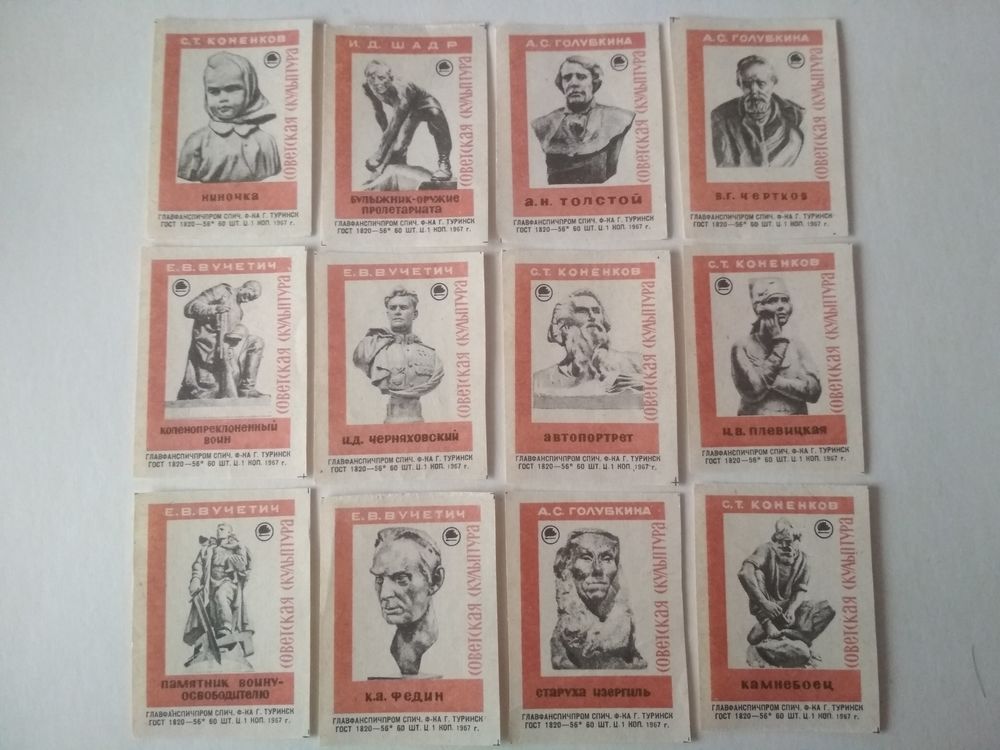 С.Т. КОНЕНКОВ
СОВЕТСКАЯ СКУЛЬПТУРА
НИНОЧКА
ГЛАВФАНСПИЧПРОМ СПИЧ. Ф-КА Г. ТУРИНСК
ГОСТ 1820—56* 60 ШТ. Ц. 1 КОП. 1967 г.
И.Д. ШАДР
СОВЕТСКАЯ СКУЛЬПТУРА
БУЛЫЖНИК-ОРУЖИЕ
ПРОЛЕТАРИАТА
ГЛАВФАНСПИЧПРОМ СПИЧ. Ф-КА Г. ТУРИНСК
ГОСТ 1820—56* 60 ШТ. Ц. 1 КОП. 1967 г.
А.С. ГОЛУБКИНА
СОВЕТСКАЯ СКУЛЬПТУРА
А.Н. ТОЛСТОЙ
ГЛАВФАНСПИЧПРОМ СПИЧ. Ф-КА Г. ТУРИНСК
ГОСТ 1820—56* 60 ШТ. Ц. 1 КОП. 1967 г.
А.С. ГОЛУБКИНА
СОВЕТСКАЯ СКУЛЬПТУРА
В.Г. ЧЕРТКОВ
ГЛАВФАНСПИЧПРОМ СПИЧ. Ф-КА Г. ТУРИНСК
ГОСТ 1820—56* 60 ШТ. Ц. 1 КОП. 1967 г.
Е.В. ВУЧЕТИЧ
СОВЕТСКАЯ СКУЛЬПТУРА
КОЛЕНОПРЕКЛОНЕННЫЙ
ВОИН
ГЛАВФАНСПИЧПРОМ СПИЧ. Ф-КА Г. ТУРИНСК
ГОСТ 1820—56* 60 ШТ. Ц. 1 КОП. 1967 г.
Е.В. ВУЧЕТИЧ
СОВЕТСКАЯ СКУЛЬПТУРА
И.Д. ЧЕРНЯХОВСКИЙ
ГЛАВФАНСПИЧПРОМ СПИЧ. Ф-КА Г. ТУРИНСК
ГОСТ 1820—56* 60 ШТ. Ц. 1 КОП. 1967 г.
С.Т. КОНЕНКОВ
СОВЕТСКАЯ СКУЛЬПТУРА
АВТОПОРТРЕТ
ГЛАВФАНСПИЧПРОМ СПИЧ. Ф-КА Г. ТУРИНСК
ГОСТ 1820—56* 60 ШТ. Ц. 1 КОП. 1967 г.
С.Т. КОНЕНКОВ
СОВЕТСКАЯ СКУЛЬПТУРА
Н.В. ПЛЕВИЦКАЯ
ГЛАВФАНСПИЧПРОМ СПИЧ. Ф-КА Г. ТУРИНСК
ГОСТ 1820—56* 60 ШТ. Ц. 1 КОП. 1967 г.
Е.В. ВУЧЕТИЧ
СОВЕТСКАЯ СКУЛЬПТУРА
ПАМЯТНИК ВОИНУ-
ОСВОБОДИТЕЛЮ
ГЛАВФАНСПИЧПРОМ СПИЧ. Ф-КА Г. ТУРИНСК
ГОСТ 1820—56* 60 ШТ. Ц. 1 КОП. 1967 г.
Е.В. ВУЧЕТИЧ
СОВЕТСКАЯ СКУЛЬПТУРА
К.А. ФЕДИН
ГЛАВФАНСПИЧПРОМ СПИЧ. Ф-КА Г. ТУРИНСК
ГОСТ 1820—56* 60 ШТ. Ц. 1 КОП. 1967 г.
А.С. ГОЛУБКИНА
СОВЕТСКАЯ СКУЛЬПТУРА
СТАРУХА ИЗЕРГИЛЬ
ГЛАВФАНСПИЧПРОМ СПИЧ. Ф-КА Г. ТУРИНСК
ГОСТ 1820—56* 60 ШТ. Ц. 1 КОП. 1967 г.
С.Т. КОНЕНКОВ
СОВЕТСКАЯ СКУЛЬПТУРА
КАМНЕБОЕЦ
ГЛАВФАНСПИЧПРОМ СПИЧ. Ф-КА Г. ТУРИНСК
ГОСТ 1820—56* 60 ШТ. Ц. 1 КОП. 1967 г.